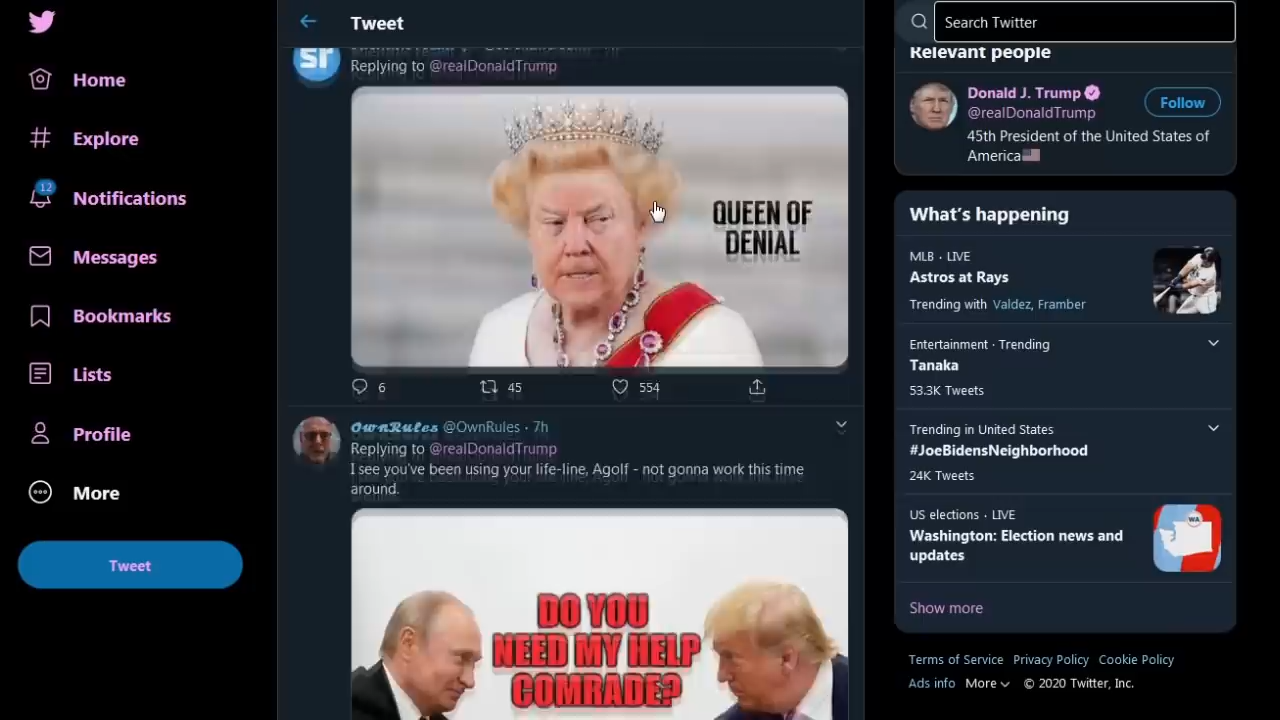 Home
Explore
12
Notifications
Messages
Bookmarks
Lists
Profile
More
Tweet
Tweet
sr
Replying to @realDonaldTrump
QUEEN OF
DENIAL
6
45
554
OwnRules @OwnRules · 7h
Replying to @realDonaldTrump
I see you've been using your life-line, Agolf - not gonna work this time
around.
DO YOU
NEED MY HELP
COMRADE?
Search Twitter
Relevant people
Donald J. Trump
@realDonaldTrump
Follow
45th President of the United States of
America
What's happening
MLB · LIVE
Astros at Rays
Trending with Valdez, Framber
Entertainment · Trending
Tanaka
53.3K Tweets
Trending in United States
#JoeBidensNeighborhood
24K Tweets
US elections · LIVE
Washington: Election news and
updates
WA
Show more
Terms of Service Privacy Policy Cookie Policy
Ads info More © 2020 Twitter, Inc.